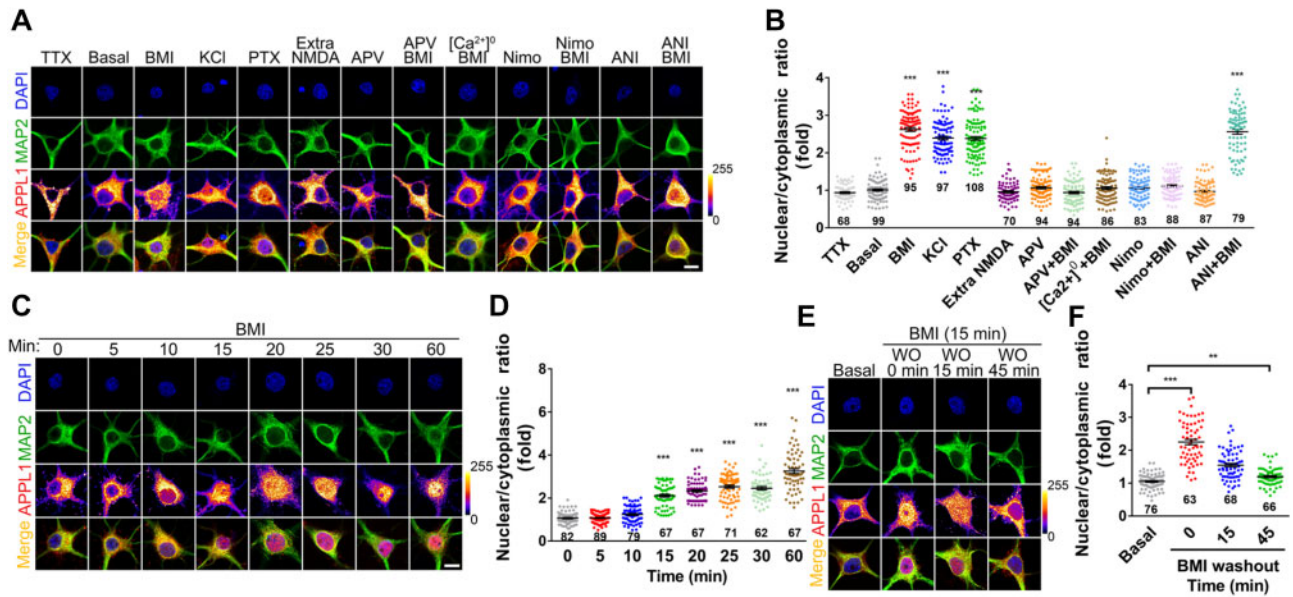 A
TTX Basal BMI KCl PTX Extra NMDA APV APV BMI [Ca²⁺]⁰ BMI Nimo Nimo BMI ANI ANI BMI
DAPI
MAP2
APPL1
Merge
255
0
B
Nuclear/cytoplasmic ratio
(fold)
4
3
2
1
0
*** *** *** ***
68 99 95 97 108 70 94 94 86 83 88 87 79
TTX Basal BMI KCl PTX Extra NMDA APV APV+BMI [Ca2+]⁰+BMI Nimo Nimo+BMI ANI ANI+BMI
C
BMI
Min: 0 5 10 15 20 25 30 60
DAPI
MAP2
APPL1
Merge
255
0
D
Nuclear/cytoplasmic ratio
(fold)
8
6
4
2
0
*** *** *** *** ***
82 89 79 67 67 71 62 67
0 5 10 15 20 25 30 60
Time (min)
E
BMI (15 min)
Basal WO 0 min WO 15 min WO 45 min
DAPI
MAP2
APPL1
Merge
255
0
F
Nuclear/cytoplasmic ratio
(fold)
4
3
2
1
0
**
***
76 63 68 66
Basal 0 15 45
BMI washout
Time (min)